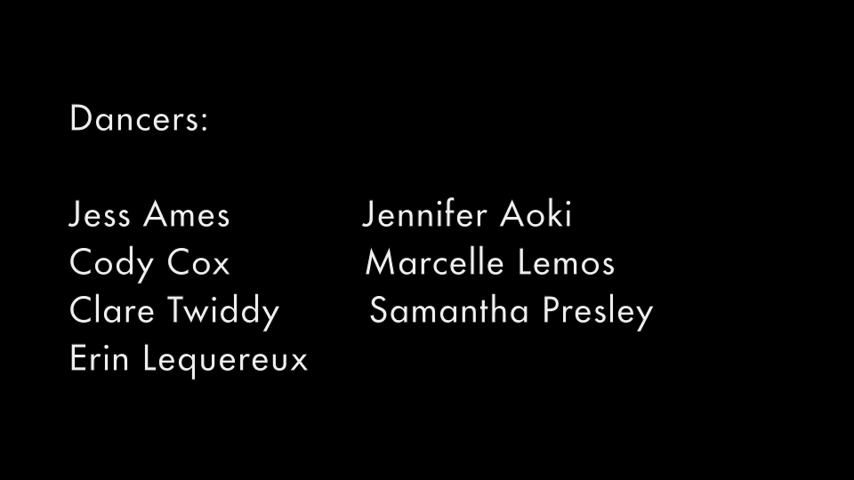 Dancers:
Jess Ames Jennifer Aoki
Cody Cox Marcelle Lemos
Clare Twiddy Samantha Presley
Erin Lequereux